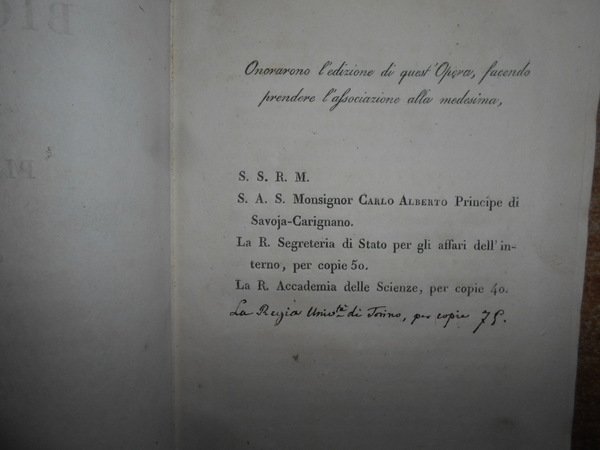 Onorarono l'edizione di quest'Opera, facendo
prendere l'associazione alla medesima,
S. S. R. M.
S. A. S. Monsignor CARLO ALBERTO Principe di
Savoja-Carignano.
La R. Segreteria di Stato per gli affari dell'in-
terno, per copie 50.
La R. Accademia delle Scienze, per copie 40.
La Regia Univ.tà di Torino, per copie 75.